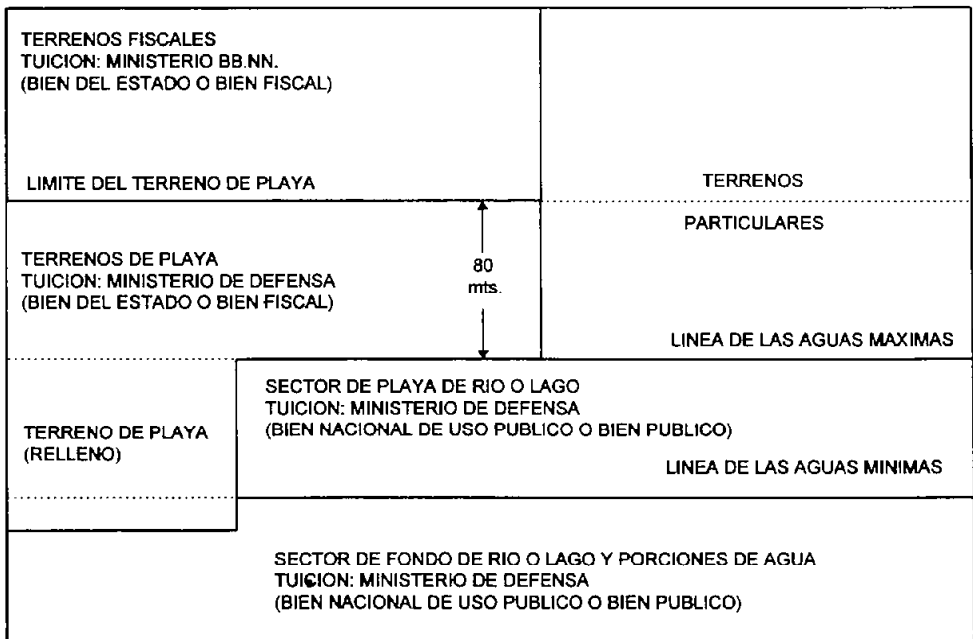 TERRENOS FISCALES
TUICION: MINISTERIO BB.NN.
(BIEN DEL ESTADO O BIEN FISCAL)
LIMITE DEL TERRENO DE PLAYA
TERRENOS
PARTICULARES
TERRENOS DE PLAYA
TUICION: MINISTERIO DE DEFENSA
(BIEN DEL ESTADO O BIEN FISCAL)
80
mts.
LINEA DE LAS AGUAS MAXIMAS
SECTOR DE PLAYA DE RIO O LAGO
TUICION: MINISTERIO DE DEFENSA
(BIEN NACIONAL DE USO PUBLICO O BIEN PUBLICO)
TERRENO DE PLAYA
(RELLENO)
LINEA DE LAS AGUAS MINIMAS
SECTOR DE FONDO DE RIO O LAGO Y PORCIONES DE AGUA
TUICION: MINISTERIO DE DEFENSA
(BIEN NACIONAL DE USO PUBLICO O BIEN PUBLICO)